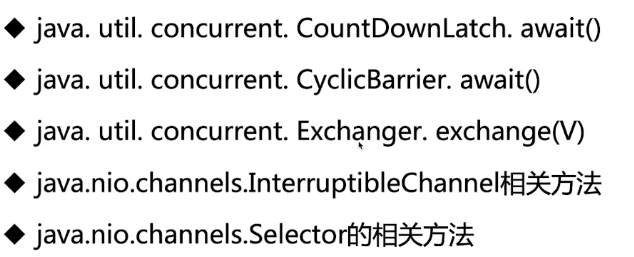 ◆ java. util. concurrent. CountDownLatch. await()
◆ java. util. concurrent. CyclicBarrier. await()
◆ java. util. concurrent. Exchanger. exchange(V)
◆ java.nio.channels.InterruptibleChannel相关方法
◆ java.nio.channels.Selector的相关方法